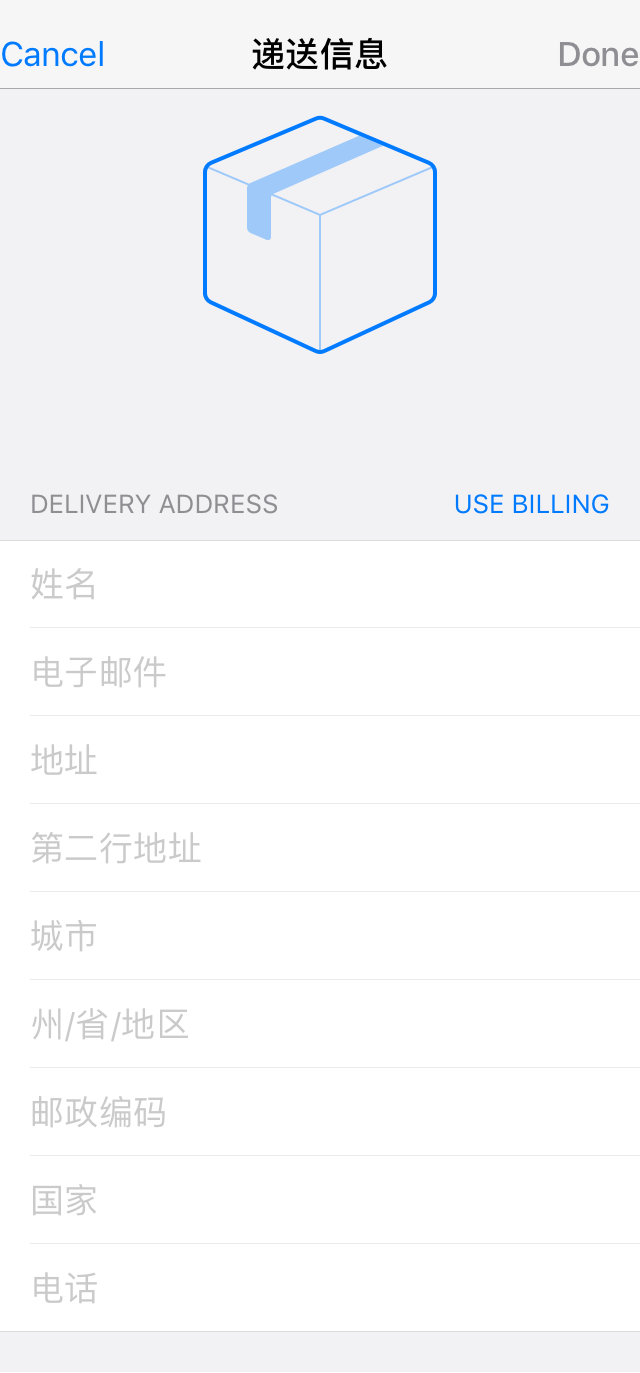 Cancel 递送信息 Done
DELIVERY ADDRESS USE BILLING
姓名
电子邮件
地址
第二行地址
城市
州/省/地区
邮政编码
国家
电话